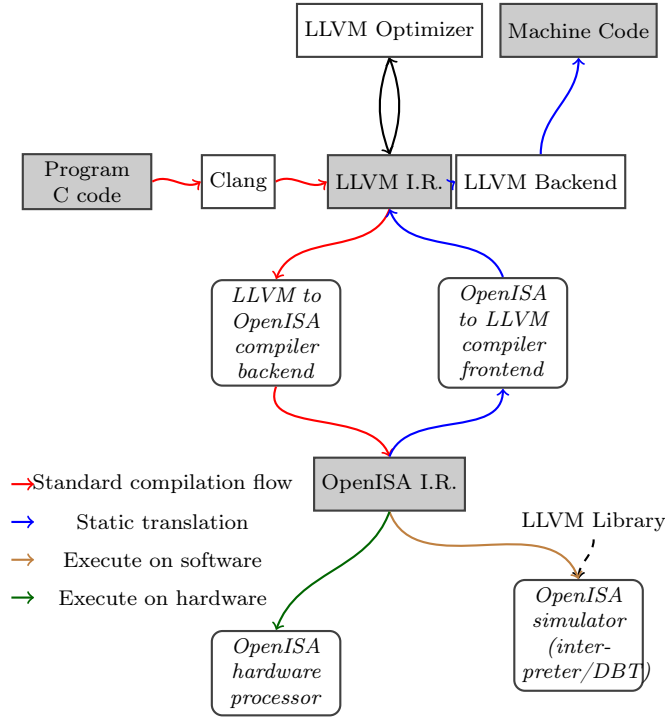 LLVM Optimizer
Machine Code
Program
C code
Clang
LLVM I.R.
LLVM Backend
LLVM to
OpenISA
compiler
backend
OpenISA
to LLVM
compiler
frontend
OpenISA I.R.
Standard compilation flow
Static translation
Execute on software
Execute on hardware
LLVM Library
OpenISA
simulator
(inter-
preter/DBT)
OpenISA
hardware
processor